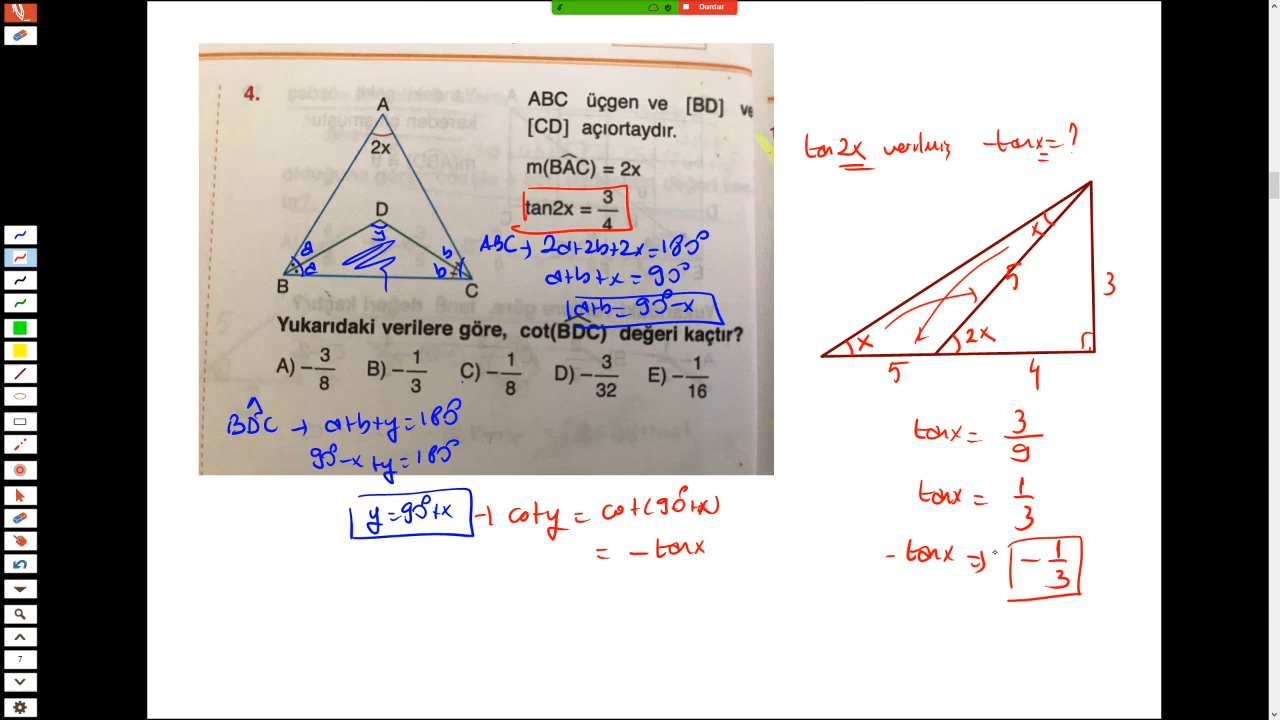 Durdur
4.
A
2x
D
y
a
a
b
b
B
C
ABC üçgen ve [BD] ve
[CD] açıortaydır.
m(BAC) = 2x
tan2x = 3/4
ABC → 2a+2b+2x=180°
a+b+x=90°
a+b=90°-x
Yukarıdaki verilere göre, cot(BDC) değeri kaçtır?
A) -3/8 B) -1/3 C) -1/8 D) -3/32 E) -1/16
BDC → a+b+y=180°
90°-x+y=180°
y=90°+x → coty = cot(90°+x)
= -tanx
tan2x verilmiş -tanx=?
x
5
3
x
2x
5
4
tanx = 3/9
tanx = 1/3
-tanx ⇒ -1/3
7